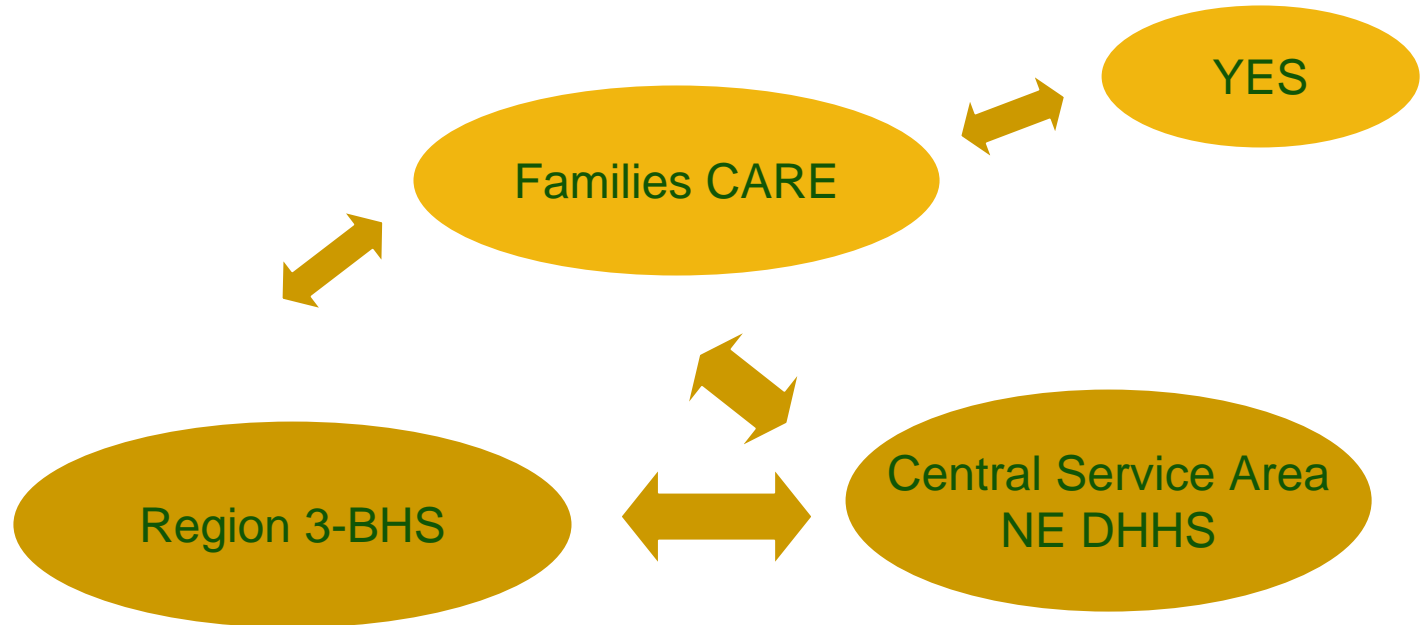 YES
Families CARE
Central Service Area
NE DHHS
Region 3-BHS